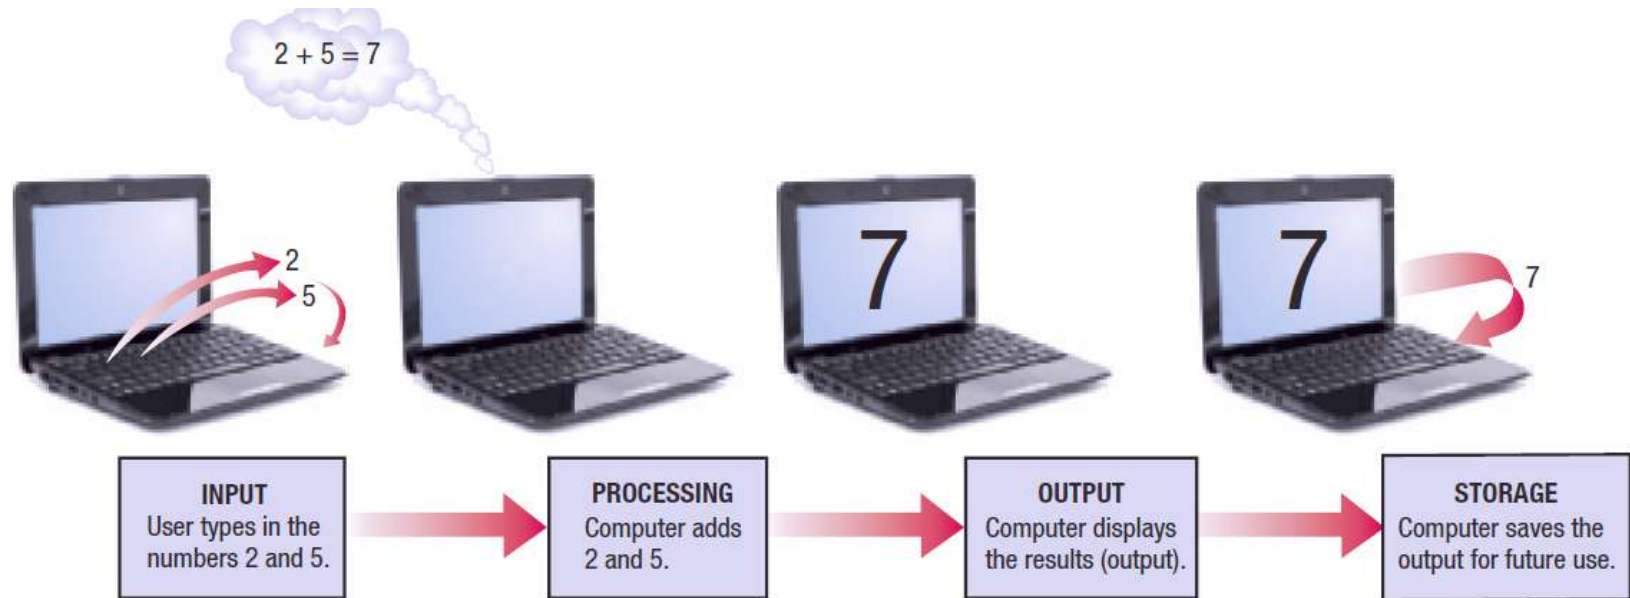 2 + 5 = 7
2
5
7
7
7
INPUT
User types in the
numbers 2 and 5.
PROCESSING
Computer adds
2 and 5.
OUTPUT
Computer displays
the results (output).
STORAGE
Computer saves the
output for future use.